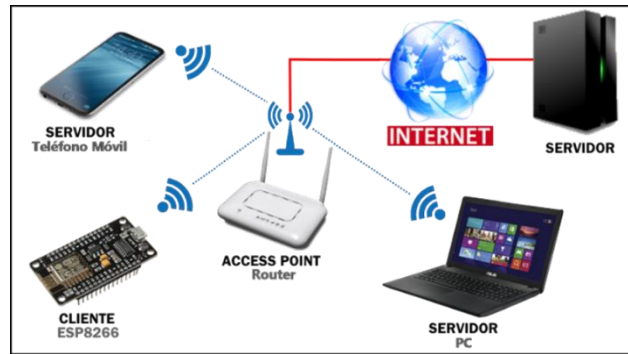 SERVIDOR
Teléfono Móvil
INTERNET
SERVIDOR
ACCESS POINT
Router
CLIENTE
ESP8266
SERVIDOR
PC